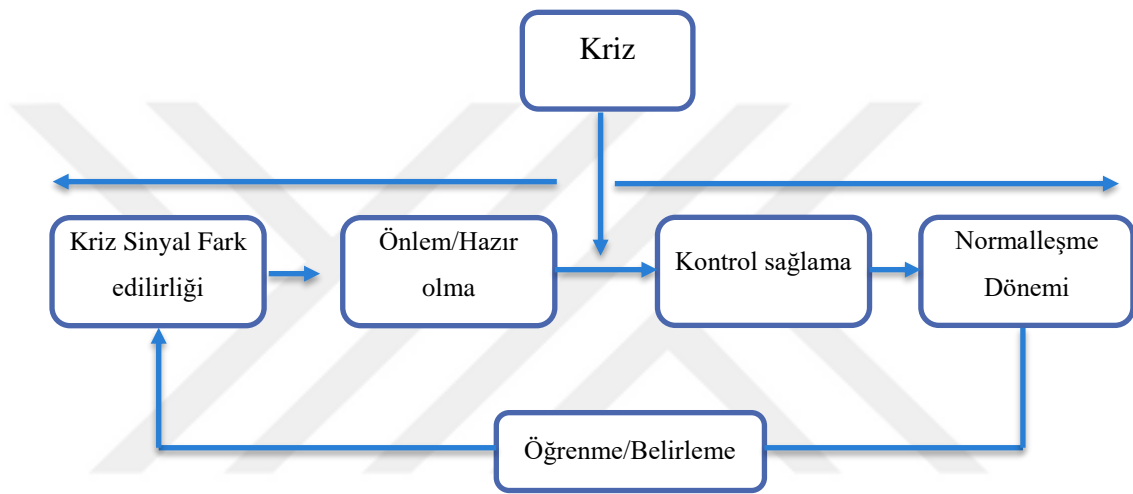 Kriz
Kriz Sinyal Fark
edilirliği
Önlem/Hazır
olma
Kontrol sağlama
Normalleşme
Dönemi
Öğrenme/Belirleme